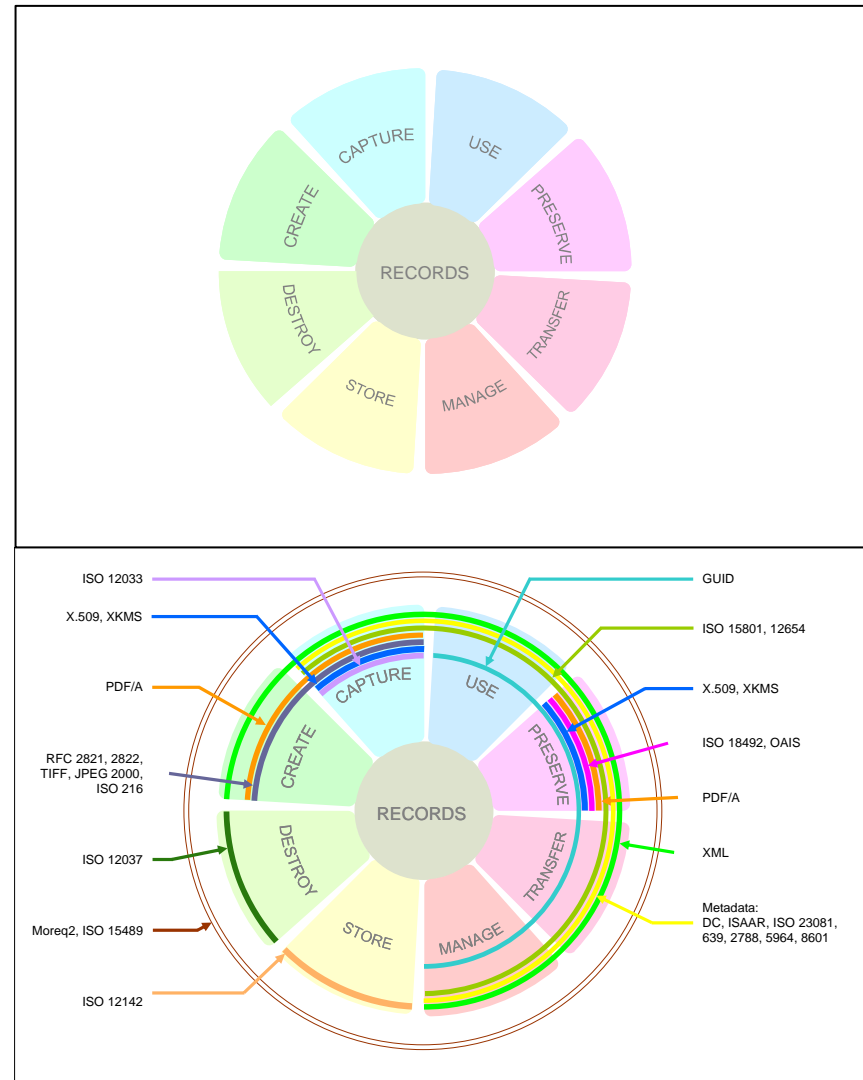 CAPTURE
USE
CREATE
PRESERVE
RECORDS
DESTROY
TRANSFER
STORE
MANAGE
ISO 12033
GUID
X.509, XKMS
ISO 15801, 12654
CAPTURE
USE
PDF/A
X.509, XKMS
CREATE
PRESERVE
ISO 18492, OAIS
RFC 2821, 2822,
TIFF, JPEG 2000,
ISO 216
PDF/A
RECORDS
XML
ISO 12037
DESTROY
TRANSFER
Metadata:
DC, ISAAR, ISO 23081,
639, 2788, 5964, 8601
Moreq2, ISO 15489
STORE
MANAGE
ISO 12142